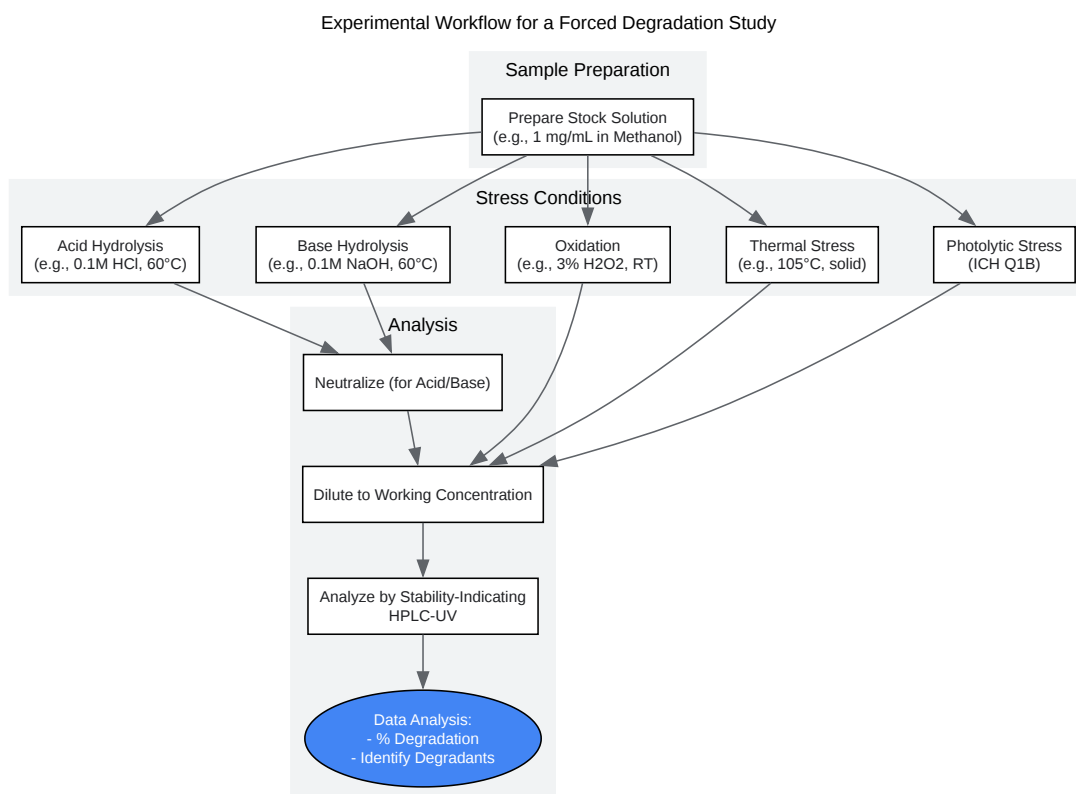 Experimental Workflow for a Forced Degradation Study
Sample Preparation
Prepare Stock Solution
(e.g., 1 mg/mL in Methanol)
Stress Conditions
Acid Hydrolysis
(e.g., 0.1M HCl, 60°C)
Base Hydrolysis
(e.g., 0.1M NaOH, 60°C)
Oxidation
(e.g., 3% H2O2, RT)
Thermal Stress
(e.g., 105°C, solid)
Photolytic Stress
(ICH Q1B)
Analysis
Neutralize (for Acid/Base)
Dilute to Working Concentration
Analyze by Stability-Indicating
HPLC-UV
Data Analysis:
- % Degradation
- Identify Degradants